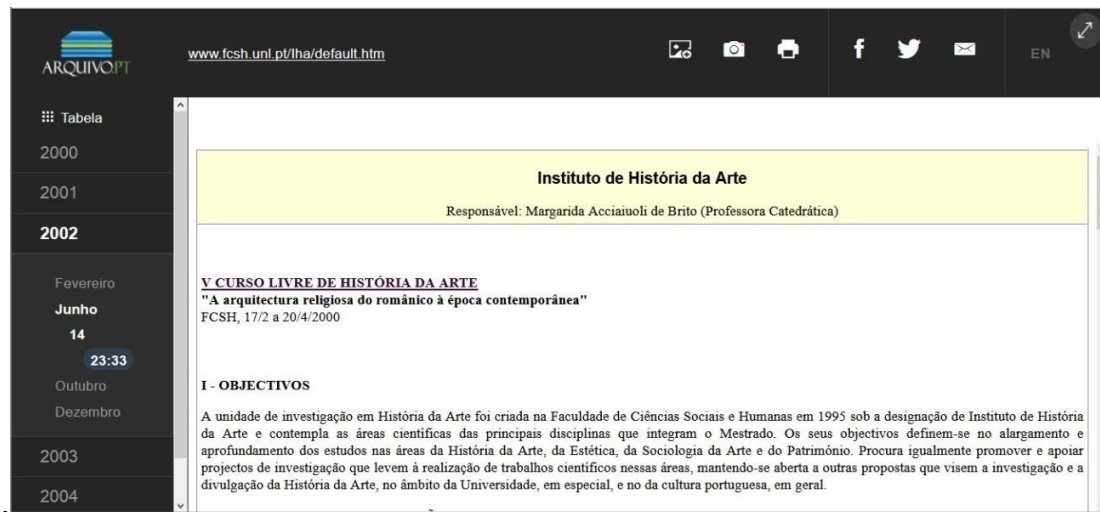 ARQUIVO.PT
www.fcsh.unl.pt/lha/default.htm
EN
Tabela
2000
2001
2002
Fevereiro
Junho
14
23:33
Outubro
Dezembro
2003
2004
Instituto de História da Arte
Responsável: Margarida Acciaiuoli de Brito (Professora Catedrática)
V CURSO LIVRE DE HISTÓRIA DA ARTE
"A arquitectura religiosa do românico à época contemporânea"
FCSH, 17/2 a 20/4/2000
I - OBJECTIVOS
A unidade de investigação em História da Arte foi criada na Faculdade de Ciências Sociais e Humanas em 1995 sob a designação de Instituto de História
da Arte e contempla as áreas científicas das principais disciplinas que integram o Mestrado. Os seus objectivos definem-se no alargamento e
aprofundamento dos estudos nas áreas da História da Arte, da Estética, da Sociologia da Arte e do Património. Procura igualmente promover e apoiar
projectos de investigação que levem à realização de trabalhos científicos nessas áreas, mantendo-se aberta a outras propostas que visem a investigação e a
divulgação da História da Arte, no âmbito da Universidade, em especial, e no da cultura portuguesa, em geral.